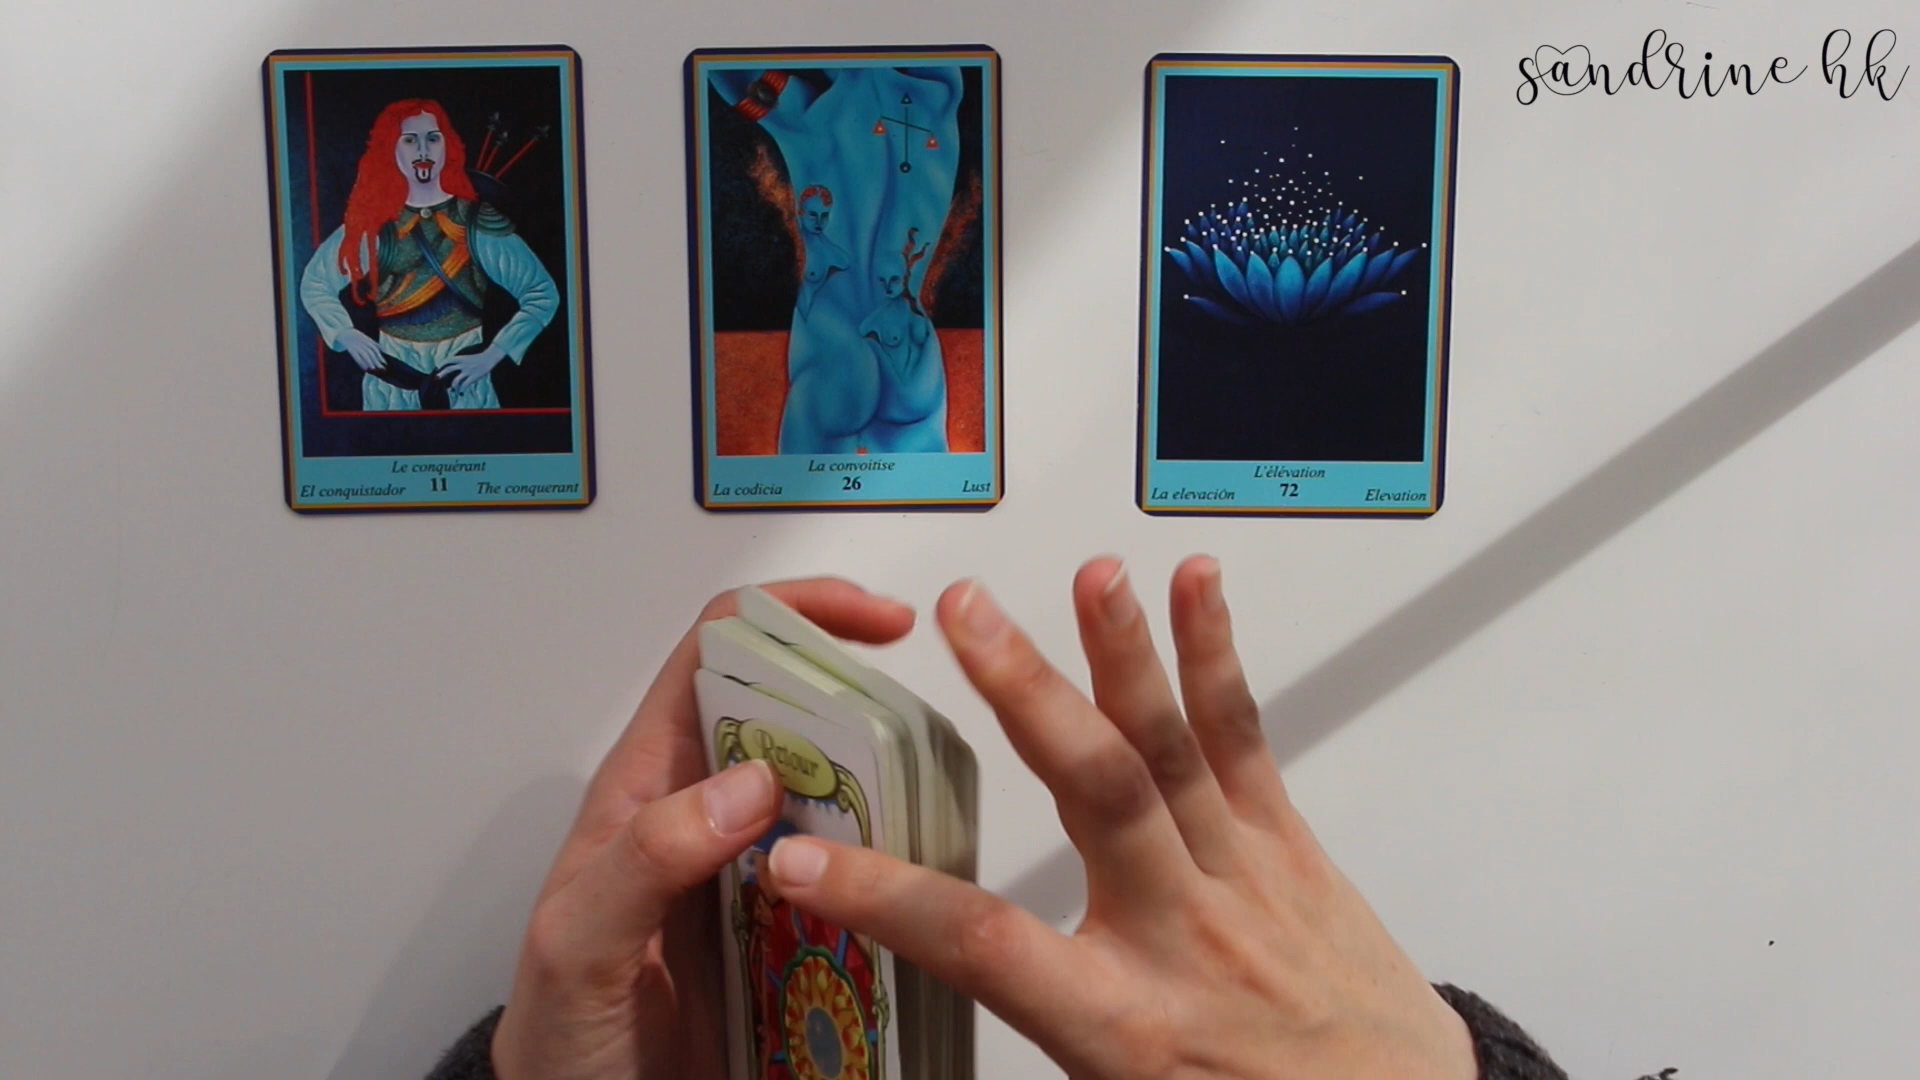 sandrine hk
Le conquérant
El conquistador 11 The conquerant
La convoitise
La codicia 26 Lust
L'élévation
La elevación 72 Elevation
Retour